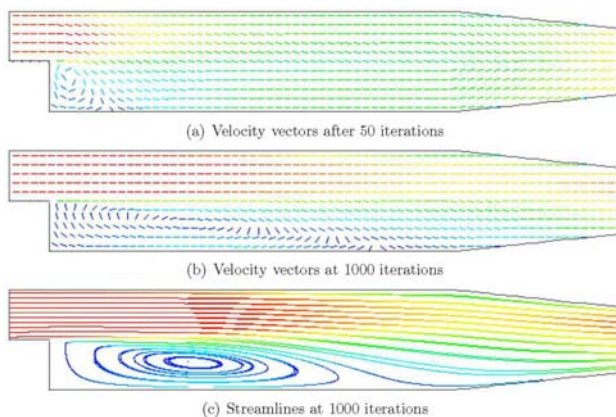 (a) Velocity vectors after 50 iterations
(b) Velocity vectors at 1000 iterations
(c) Streamlines at 1000 iterations